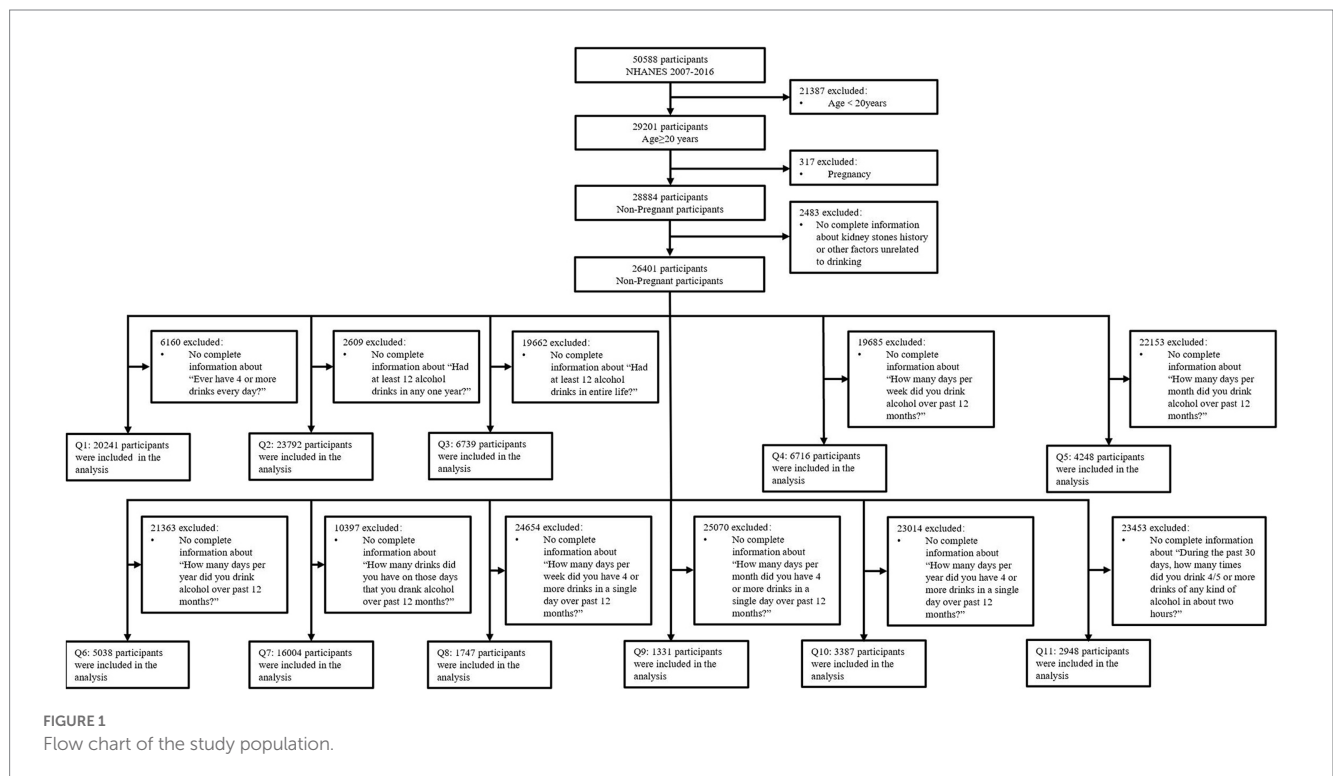 50588 participants
NHANES 2007-2016
21387 excluded:
• Age < 20years
29201 participants
Age≥20 years
317 excluded:
• Pregnancy
28884 participants
Non-Pregnant participants
2483 excluded:
• No complete information
about kidney stones history
or other factors unrelated
to drinking
26401 participants
Non-Pregnant participants
6160 excluded:
• No complete
information about
“Ever have 4 or more
drinks every day?”
2609 excluded:
• No complete
information about “Had
at least 12 alcohol
drinks in any one year?”
19662 excluded:
• No complete
information about “Had
at least 12 alcohol
drinks in entire life?”
19685 excluded:
• No complete
information about
“How many days per
week did you drink
alcohol over past 12
months?”
22153 excluded:
• No complete
information about
“How many days per
month did you drink
alcohol over past 12
months?”
Q1: 20241 participants
were included in the
analysis
Q2: 23792 participants
were included in the
analysis
Q3: 6739 participants
were included in the
analysis
Q4: 6716 participants
were included in the
analysis
Q5: 4248 participants
were included in the
analysis
21363 excluded:
• No complete
information about
“How many days per
year did you drink
alcohol over past 12
months?”
10397 excluded:
• No complete
information about
“How many drinks did
you have on those days
that you drank alcohol
over past 12 months?”
24654 excluded:
• No complete
information about
“How many days per
week did you have 4 or
more drinks in a single
day over past 12
months?”
25070 excluded:
• No complete
information about
“How many days per
month did you have 4
or more drinks in a
single day over past 12
months?”
23014 excluded:
• No complete
information about
“How many days per
year did you have 4 or
more drinks in a single
day over past 12
months?”
23453 excluded:
• No complete information
about “During the past 30
days, how many times
did you drink 4/5 or more
drinks of any kind of
alcohol in about two
hours?”
Q6: 5038 participants
were included in the
analysis
Q7: 16004 participants
were included in the
analysis
Q8: 1747 participants
were included in the
analysis
Q9: 1331 participants
were included in the
analysis
Q10: 3387 participants
were included in the
analysis
Q11: 2948 participants
were included in the
analysis
FIGURE 1
Flow chart of the study population.